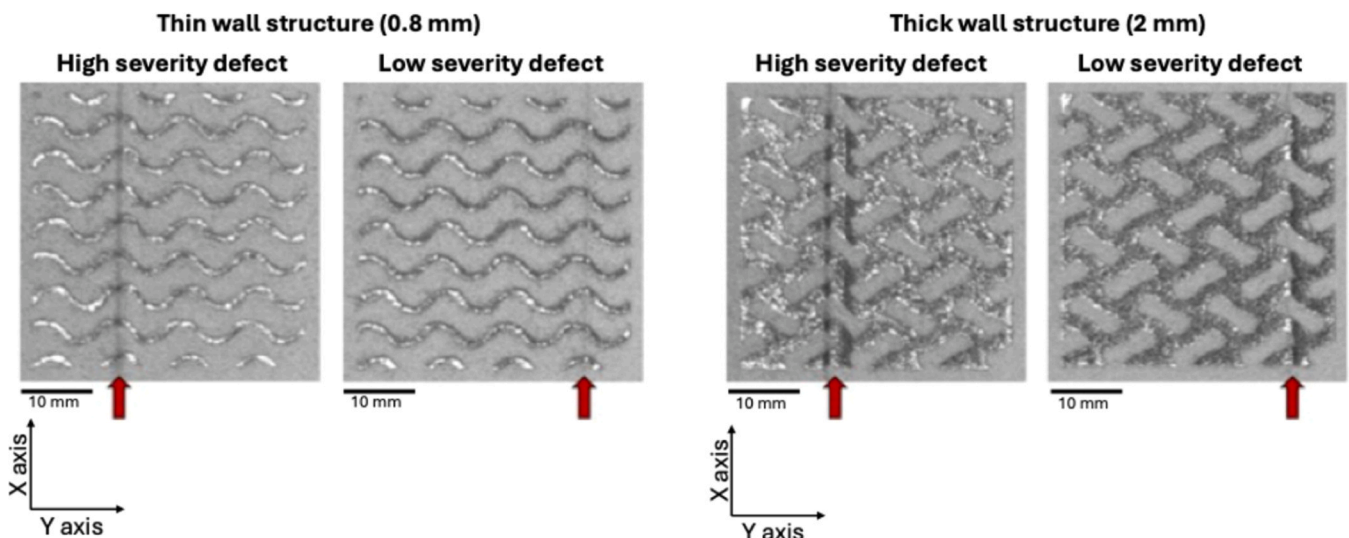 Thin wall structure (0.8 mm)
High severity defect
Low severity defect
10 mm
10 mm
X axis
Y axis
Thick wall structure (2 mm)
High severity defect
Low severity defect
10 mm
10 mm
X axis
Y axis